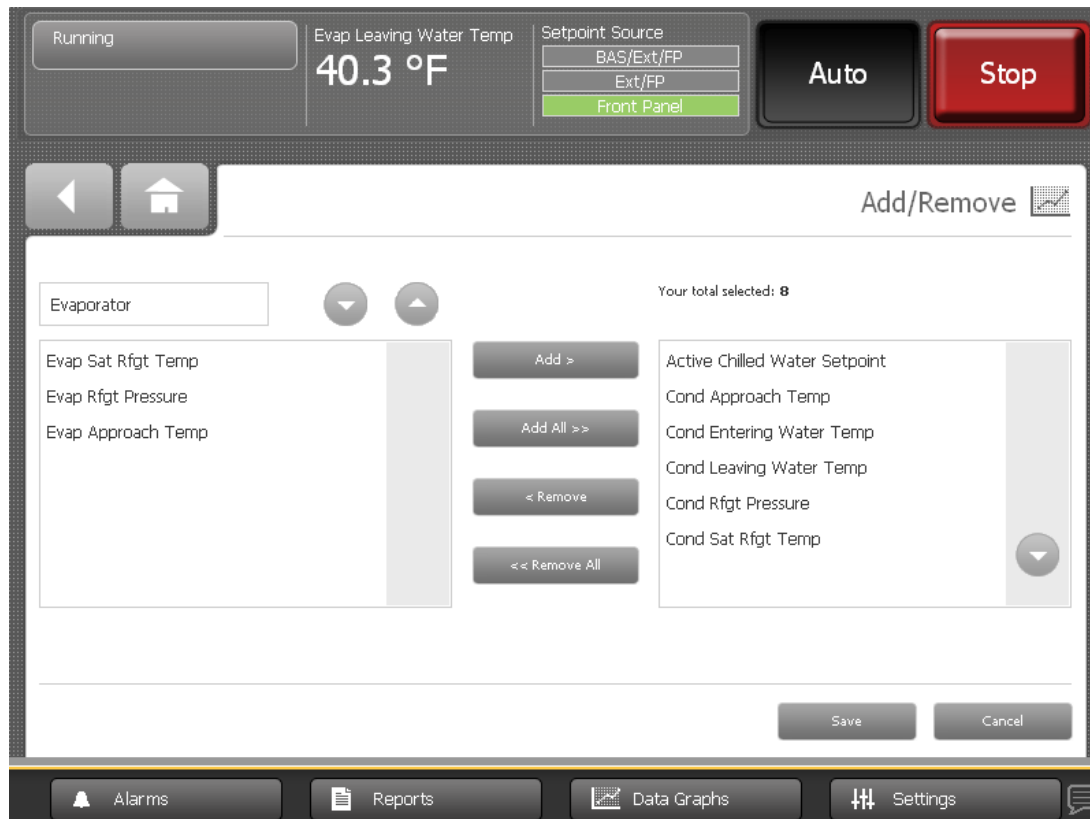 Running
Evap Leaving Water Temp
40.3 °F
Setpoint Source
BAS/Ext/FP
Ext/FP
Front Panel
Auto
Stop
Add/Remove
Evaporator
Your total selected: 8
Evap Sat Rfgt Temp
Evap Rfgt Pressure
Evap Approach Temp
Add >
Add All >>
< Remove
<< Remove All
Active Chilled Water Setpoint
Cond Approach Temp
Cond Entering Water Temp
Cond Leaving Water Temp
Cond Rfgt Pressure
Cond Sat Rfgt Temp
Save
Cancel
Alarms
Reports
Data Graphs
Settings